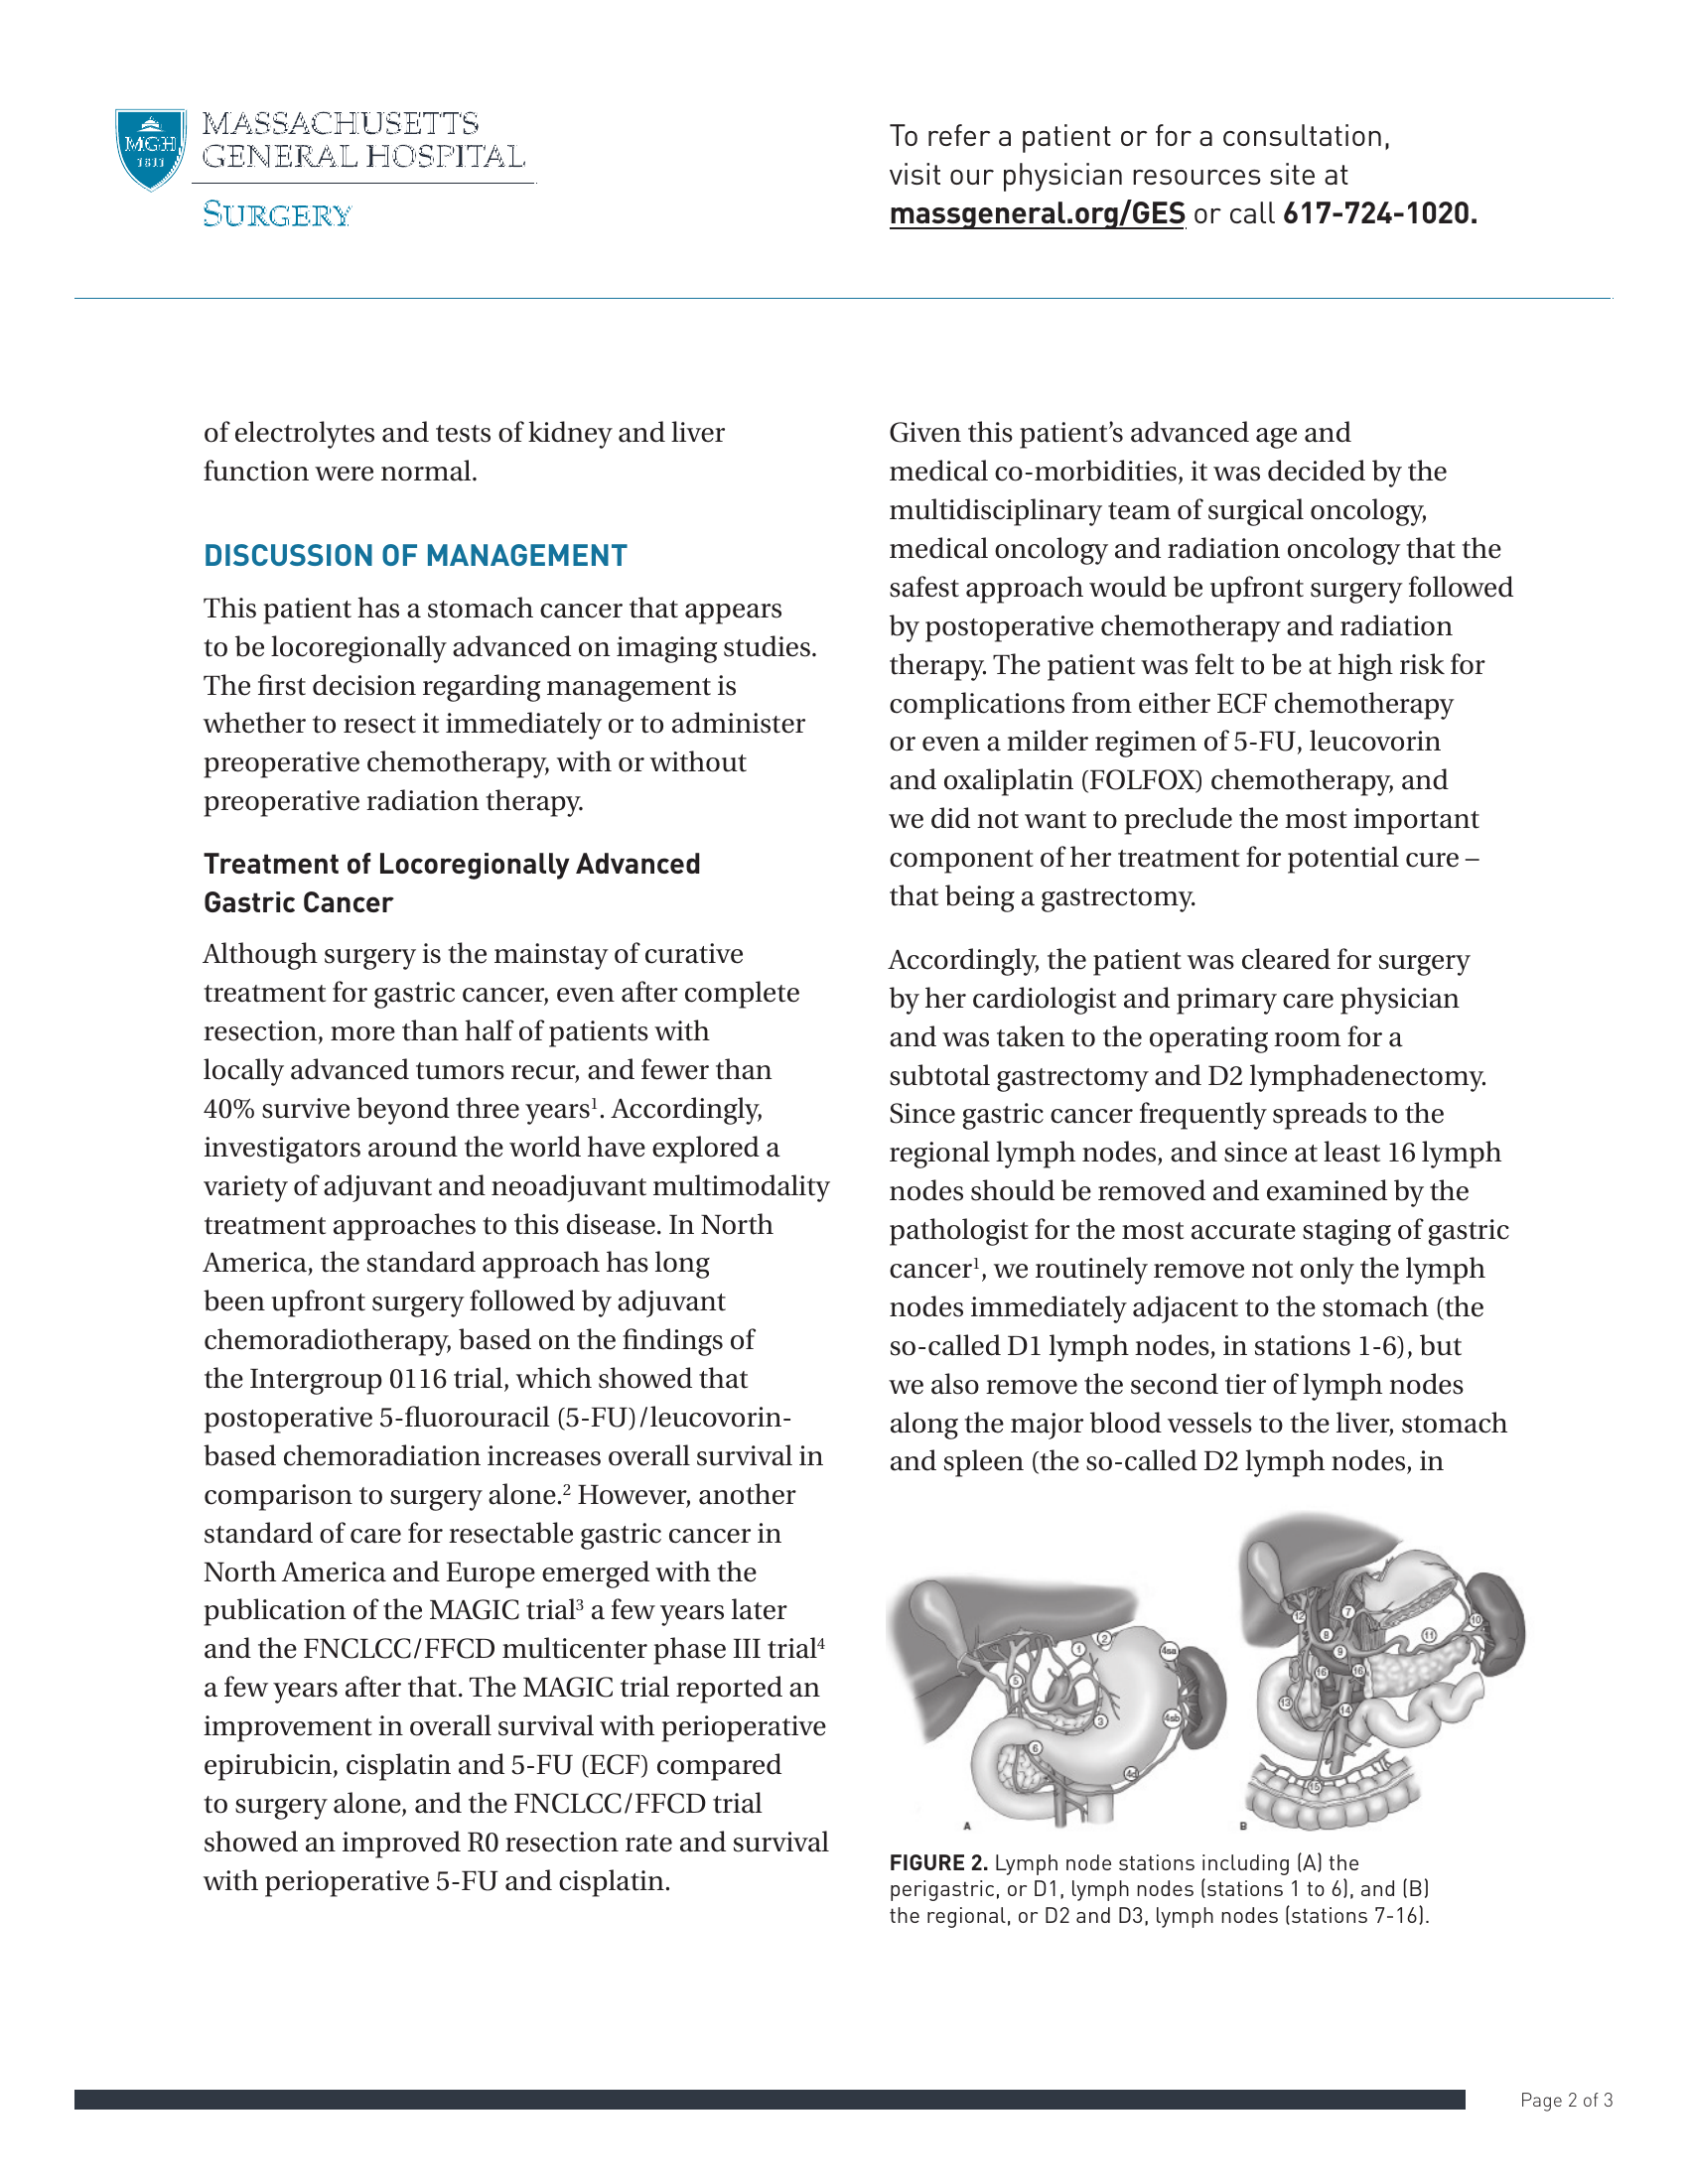 MASSACHUSETTS
GENERAL HOSPITAL
SURGERY
MGH
1811
To refer a patient or for a consultation,
visit our physician resources site at
massgeneral.org/GES or call 617-724-1020.
of electrolytes and tests of kidney and liver
function were normal.
DISCUSSION OF MANAGEMENT
This patient has a stomach cancer that appears
to be locoregionally advanced on imaging studies.
The first decision regarding management is
whether to resect it immediately or to administer
preoperative chemotherapy, with or without
preoperative radiation therapy.
Treatment of Locoregionally Advanced
Gastric Cancer
Although surgery is the mainstay of curative
treatment for gastric cancer, even after complete
resection, more than half of patients with
locally advanced tumors recur, and fewer than
40% survive beyond three years¹. Accordingly,
investigators around the world have explored a
variety of adjuvant and neoadjuvant multimodality
treatment approaches to this disease. In North
America, the standard approach has long
been upfront surgery followed by adjuvant
chemoradiotherapy, based on the findings of
the Intergroup 0116 trial, which showed that
postoperative 5-fluorouracil (5-FU)/leucovorin-
based chemoradiation increases overall survival in
comparison to surgery alone.² However, another
standard of care for resectable gastric cancer in
North America and Europe emerged with the
publication of the MAGIC trial³ a few years later
and the FNCLCC/FFCD multicenter phase III trial⁴
a few years after that. The MAGIC trial reported an
improvement in overall survival with perioperative
epirubicin, cisplatin and 5-FU (ECF) compared
to surgery alone, and the FNCLCC/FFCD trial
showed an improved R0 resection rate and survival
with perioperative 5-FU and cisplatin.
Given this patient’s advanced age and
medical co-morbidities, it was decided by the
multidisciplinary team of surgical oncology,
medical oncology and radiation oncology that the
safest approach would be upfront surgery followed
by postoperative chemotherapy and radiation
therapy. The patient was felt to be at high risk for
complications from either ECF chemotherapy
or even a milder regimen of 5-FU, leucovorin
and oxaliplatin (FOLFOX) chemotherapy, and
we did not want to preclude the most important
component of her treatment for potential cure –
that being a gastrectomy.
Accordingly, the patient was cleared for surgery
by her cardiologist and primary care physician
and was taken to the operating room for a
subtotal gastrectomy and D2 lymphadenectomy.
Since gastric cancer frequently spreads to the
regional lymph nodes, and since at least 16 lymph
nodes should be removed and examined by the
pathologist for the most accurate staging of gastric
cancer¹, we routinely remove not only the lymph
nodes immediately adjacent to the stomach (the
so-called D1 lymph nodes, in stations 1-6), but
we also remove the second tier of lymph nodes
along the major blood vessels to the liver, stomach
and spleen (the so-called D2 lymph nodes, in
1
2
4sa
5
3
4sb
6
4d
A
12
7
10
8
11
9
16
16
13
14
15
B
FIGURE 2. Lymph node stations including (A) the
perigastric, or D1, lymph nodes (stations 1 to 6), and (B)
the regional, or D2 and D3, lymph nodes (stations 7-16).
Page 2 of 3